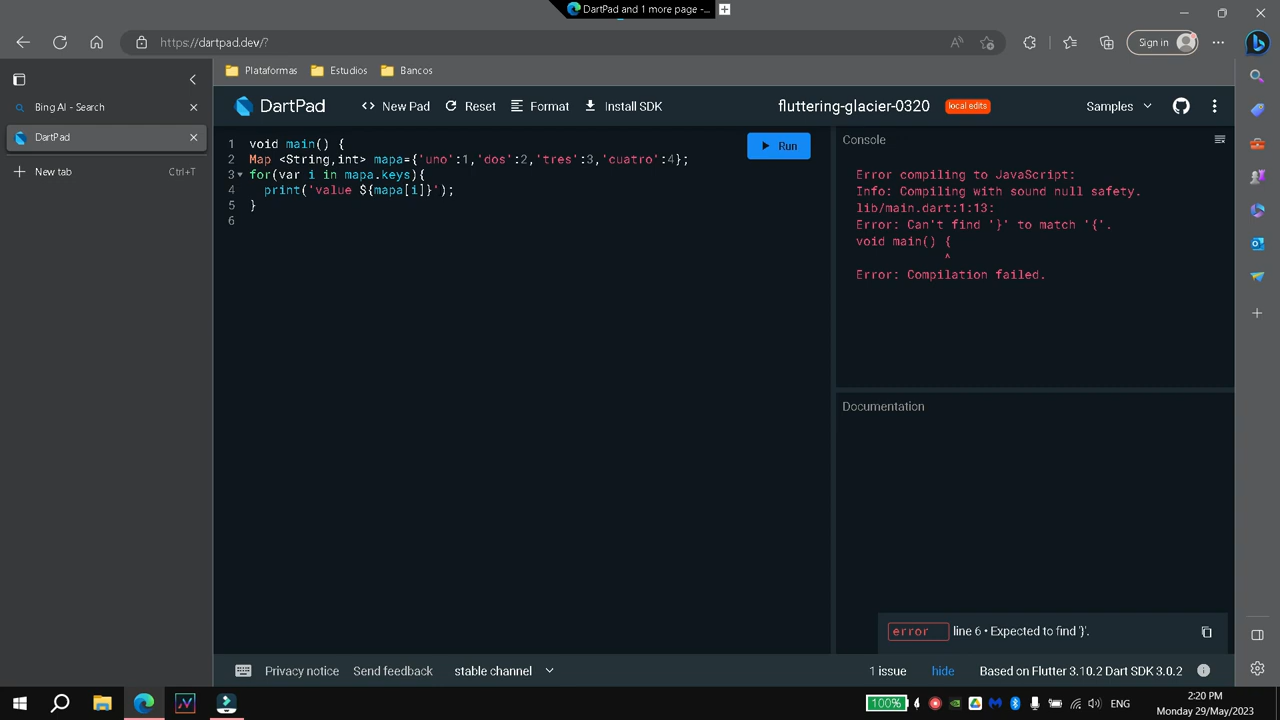 DartPad and 1 more page -...
https://dartpad.dev/?
Sign in
Plataformas
Estudios
Bancos
Bing AI - Search
DartPad
New tab
Ctrl+T
DartPad
New Pad
Reset
Format
Install SDK
fluttering-glacier-0320
local edits
Samples
1 void main() {
2 Map <String,int> mapa={'uno':1,'dos':2,'tres':3,'cuatro':4};
3 for(var i in mapa.keys){
4 print('value ${mapa[i]}');
5 }
6
Run
Console
Error compiling to JavaScript:
Info: Compiling with sound null safety.
lib/main.dart:1:13:
Error: Can't find '}' to match '{'.
void main() {
^
Error: Compilation failed.
Documentation
error line 6 • Expected to find '}'.
Privacy notice
Send feedback
stable channel
1 issue
hide
Based on Flutter 3.10.2 Dart SDK 3.0.2
100%
ENG
2:20 PM
Monday 29/May/2023